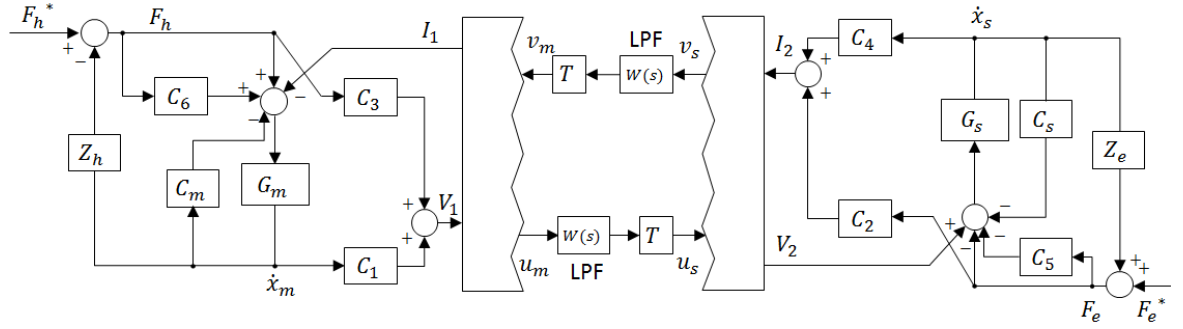 F_h^* F_h I_1 v_m LPF v_s I_2 C_4 ẋ_s
+ − + + − T W(s) + +
C_6 C_3 G_s C_s Z_e
Z_h C_m − G_m
+ + V_1 C_2 + − − − −
W(s) T C_5 + +
C_1 u_m LPF u_s V_2
ẋ_m F_e F_e^*